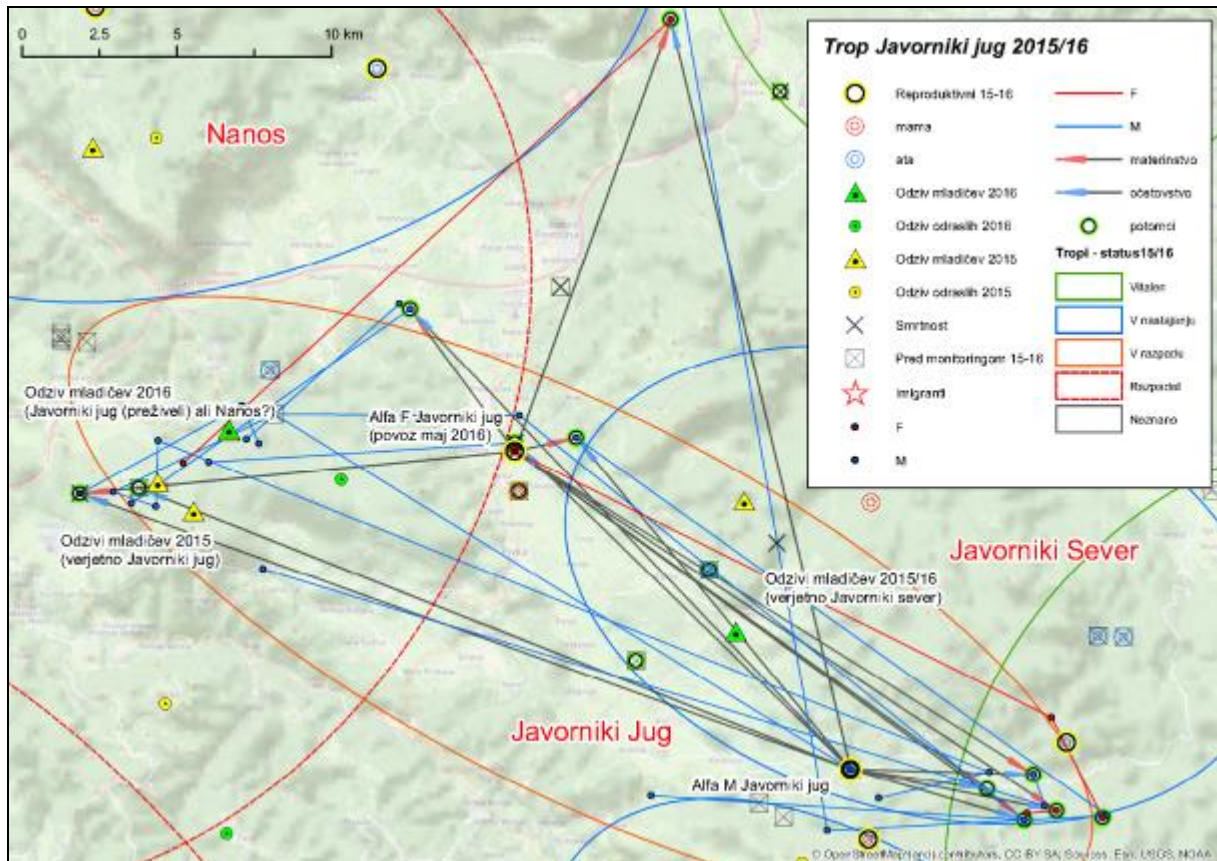 0 2.5 5 10 km
Nanos
Odziv mladičev 2016
(Javorniki jug (preživeli) ali Nanos?)
Alfa F Javorniki jug
(povoz maj 2016)
Odzivi mladičev 2015
(verjetno Javorniki jug)
Odzivi mladičev 2015/16
(verjetno Javorniki sever)
Javorniki Sever
Javorniki Jug
Alfa M Javorniki jug
Trop Javorniki jug 2015/16
Reproduktivni 15-16
mama
ata
Odziv mladičev 2016
Odziv odraslih 2016
Odziv mladičev 2015
Odziv odraslih 2015
Smrtnost
Pred monitoringom 15-16
imigranti
F
M
F
M
materinstvo
očetovstvo
potomci
Tropi - status15/16
Vitalen
V nastajanju
V razpadu
Razpadel
Neznano
© OpenStreetMap (and) contributors, CC-BY-SA; Sources: Esri, USGS, NOAA